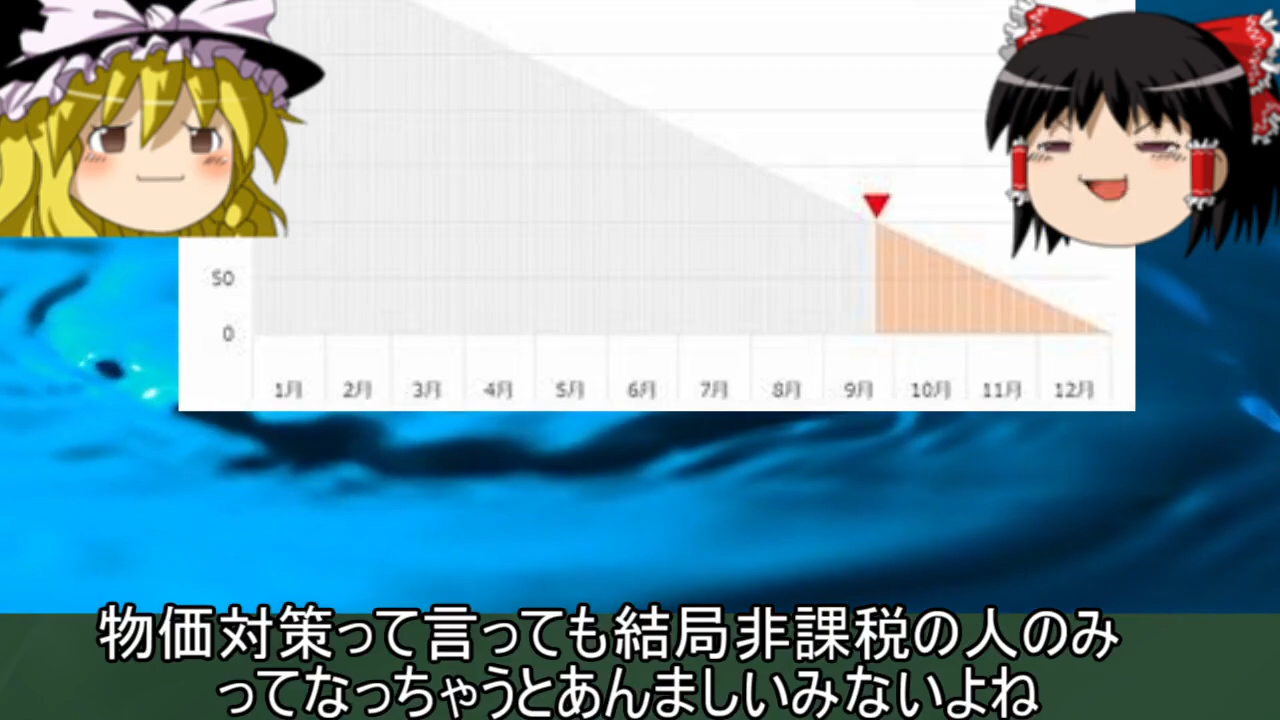 50
0
1月 2月 3月 4月 5月 6月 7月 8月 9月 10月 11月 12月
物価対策って言っても結局非課税の人のみ
ってなっちゃうとあんましいみないよね